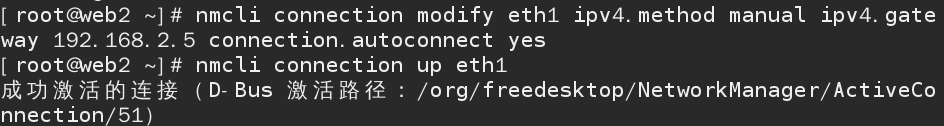 [root@web2 ~]# nmcli connection modify eth1 ipv4.method manual ipv4.gate
way 192.168.2.5 connection.autoconnect yes
[root@web2 ~]# nmcli connection up eth1
成功激活的连接（D-Bus 激活路径：/org/freedesktop/NetworkManager/ActiveCo
nnection/51）